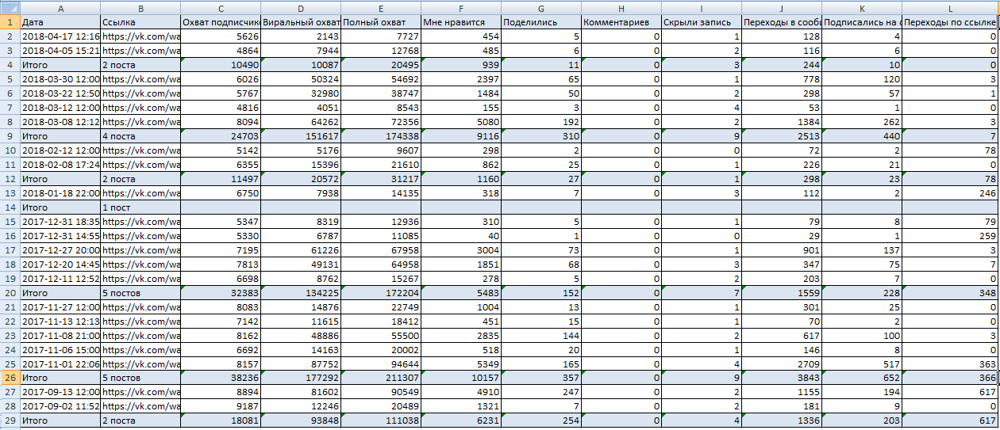 A B C D E F G H I J K L
1 Дата Ссылка Охват подписчик Виральный охват Полный охват Мне нравится Поделились Комментариев Скрыли запись Переходы в сооб Подписались на с Переходы по ссылке
2 2018-04-17 12:16 https://vk.com/wa 5626 2143 7727 454 5 0 1 128 4 0
3 2018-04-05 15:21 https://vk.com/wa 4864 7944 12768 485 6 0 2 116 6 0
4 Итого 2 поста 10490 10087 20495 939 11 0 3 244 10 0
5 2018-03-30 12:00 https://vk.com/wa 6026 50324 54692 2397 65 0 1 778 120 3
6 2018-03-22 12:50 https://vk.com/wa 5767 32980 38747 1484 50 0 2 298 57 1
7 2018-03-12 12:00 https://vk.com/wa 4816 4051 8543 155 3 0 4 53 1 0
8 2018-03-08 12:12 https://vk.com/wa 8094 64262 72356 5080 192 0 2 1384 262 3
9 Итого 4 поста 24703 151617 174338 9116 310 0 9 2513 440 7
10 2018-02-12 12:00 https://vk.com/wa 5142 5176 9607 298 2 0 0 72 2 78
11 2018-02-08 17:24 https://vk.com/wa 6355 15396 21610 862 25 0 1 226 21 0
12 Итого 2 поста 11497 20572 31217 1160 27 0 1 298 23 78
13 2018-01-18 22:00 https://vk.com/wa 6750 7938 14135 318 7 0 3 112 2 246
14 Итого 1 пост
15 2017-12-31 18:35 https://vk.com/wa 5347 8319 12936 310 5 0 1 79 8 79
16 2017-12-31 14:55 https://vk.com/wa 5330 6787 11085 40 1 0 0 29 1 259
17 2017-12-27 20:00 https://vk.com/wa 7195 61226 67958 3004 73 0 1 901 137 3
18 2017-12-20 14:45 https://vk.com/wa 7813 49131 64958 1851 68 0 3 347 75 7
19 2017-12-11 12:52 https://vk.com/wa 6698 8762 15267 278 5 0 2 203 7 0
20 Итого 5 постов 32383 134225 172204 5483 152 0 7 1559 228 348
21 2017-11-27 12:00 https://vk.com/wa 8083 14876 22749 1004 13 0 1 301 25 0
22 2017-11-13 12:13 https://vk.com/wa 7142 11615 18412 451 15 0 1 70 2 0
23 2017-11-08 21:00 https://vk.com/wa 8162 48886 55500 2835 144 0 2 617 100 3
24 2017-11-06 15:00 https://vk.com/wa 6692 14163 20002 518 20 0 1 146 8 0
25 2017-11-01 22:06 https://vk.com/wa 8157 87752 94644 5349 165 0 4 2709 517 363
26 Итого 5 постов 38236 177292 211307 10157 357 0 9 3843 652 366
27 2017-09-13 12:00 https://vk.com/wa 8894 81602 90549 4910 247 0 2 1155 194 617
28 2017-09-02 11:52 https://vk.com/wa 9187 12246 20489 1321 7 0 2 181 9 0
29 Итого 2 поста 18081 93848 111038 6231 254 0 4 1336 203 617